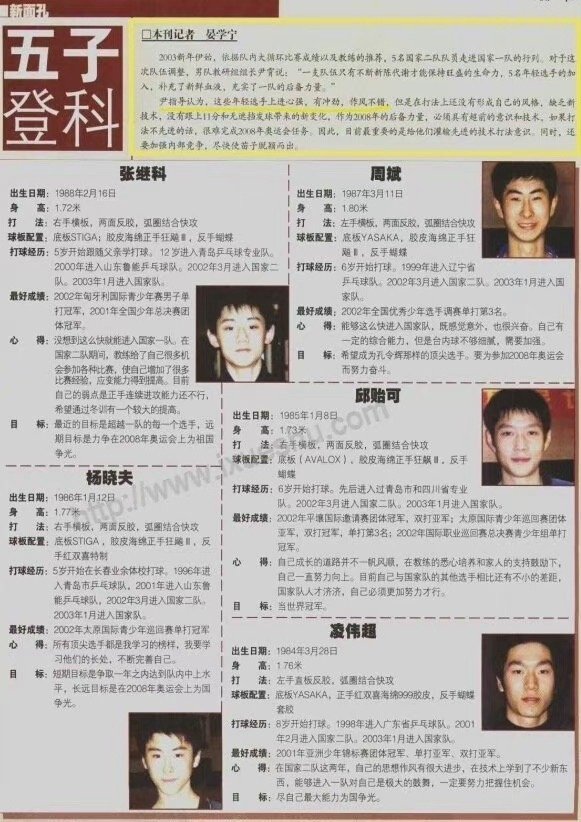 新面孔
五子
登科
□本刊记者 晏学宁
2003新年伊始，依据队内大循环比赛成绩以及教练的推荐，5名国家二队队员走进国家一队的行列。对于这
次队伍调整，男队教研组组长尹霄说：“一支队伍只有不断新陈代谢才能保持旺盛的生命力，5名年轻选手的加
入，补充了新鲜血液，充实了一队的后备力量。”
尹指导认为，这些年轻选手上进心强，有冲劲，作风不错，但是在打法上还没有形成自己的风格，缺乏新
技术，没有跟上口分和无遮挡发球带来的新变化，作为2008年的后备力量，必须具有超前的意识和技术，如果打
法不先进的话，很难完成2008年奥运会任务。因此，目前最重要的是给他们灌输先进的技术打法意识。同时，还
要加强内部竞争，尽快使苗子脱颖而出。
张继科
出生日期：1988年2月16日
身 高：1.72米
打 法：右手横板，两面反胶，弧圈结合快攻
球板配置：底板STIGA，胶皮海绵正手狂飚Ⅲ，反手蝴蝶
打球经历：5岁开始跟随父亲学打球。12岁进入青岛乒乓球专业队。
2000年进入山东鲁能乒乓球队。2002年3月进入国家二
队。2003年1月进入国家队。
最好成绩：2002年匈牙利国际青少年赛男子单
打冠军，2001年全国少年总决赛团
体冠军。
心 得：没想到这么快就能进入国家一队。在
国家二队期间，教练给了自己很多机
会参加各种比赛，使自己增加了很多
比赛经验，应变能力得到提高。目前
自己的弱点是正手连续进攻能力还不行，
希望通过冬训有一个较大的提高。
目 标：最近的目标是超越一队的每一个选手，远
期目标是力争在2008年奥运会上为祖国
争光。
周斌
出生日期：1987年3月11日
身 高：1.80米
打 法：左手横板，两面反胶，弧圈结合快攻
球板配置：底板YASAKA，胶皮海绵正手狂
飚Ⅲ，反手蝴蝶
打球经历：6岁开始打球。1999年进入辽宁省
乒乓球队。2002年3月进入国家二队。2003年1月进入国
家队。
最好成绩：2002年全国优秀少年选手调赛单打第3名。
心 得：能够这么快进入国家队，既感觉意外，也很兴奋。自己有
一定的综合能力，但是台内球不够细腻，需要加强。
目 标：希望成为孔令辉那样的顶尖选手。要为参加2008年奥运会
而努力奋斗。
邱贻可
出生日期：1985年1月8日
身 高：1.73米
打 法：右手横板，两面反胶，弧圈结合快攻
球板配置：底板（AVALOX），胶皮海绵正手狂飚Ⅲ，反手
蝴蝶
打球经历：6岁开始打球。先后进入过青岛市和四川省专业
队。2002年3月进入国家二队。2003年1月进入国家队。
最好成绩：2002年平壤国际邀请赛团体冠军，双打亚军；太原国际青少年巡回赛团体
亚军，双打冠军，单打第3名；2002年国际职业巡回赛总决赛青少年组单打
冠军。
心 得：自己成长的道路并不一帆风顺，在教练的悉心培养和家人的支持鼓励下，
自己一直努力向上。目前自己与国家队的其他选手相比还有不小的差距，
国家队人才济济，自己必须更加努力才行。
目 标：当世界冠军。
杨晓夫
出生日期：1986年1月12日
身 高：1.77米
打 法：右手横板，两面反胶，弧圈结合快攻
球板配置：底板STIGA，胶皮海绵正手狂飚Ⅲ，反
手红双喜特制
打球经历：5岁开始在长春业余体校打球。1996年进
入青岛市乒乓球队，2001年进入山东鲁
能乒乓球队，2002年3月进入国家二队。
2003年1月进入国家队。
最好成绩：2002年太原国际青少年巡回赛单打冠军
心 得：所有顶尖选手都是我学习的榜样，我要学
习他们的长处，不断完善自己。
目 标：短期目标是争取一年之内达到队内中上水
平，长远目标是在2008年奥运会上为国
争光。
凌伟超
出生日期：1984年3月28日
身 高：1.76米
打 法：左手直板反胶，弧圈结合快攻
球板配置：底板YASAKA，正手红双喜海绵999胶皮，反手蝴蝶
套胶
打球经历：8岁开始打球。1998年进入广东省乒乓球队。2001
年2月进入国家二队。2003年1月进入国家队。
最好成绩：2001年亚洲少年锦标赛团体冠军、单打亚军、双打亚军。
心 得：在国家二队这两年，自己的思想作风有很大进步，在技术上学到了不少新东
西，能够进入一队对自己是极大的鼓舞，一定要努力把握住机会。
目 标：尽自己最大能力为国争光。